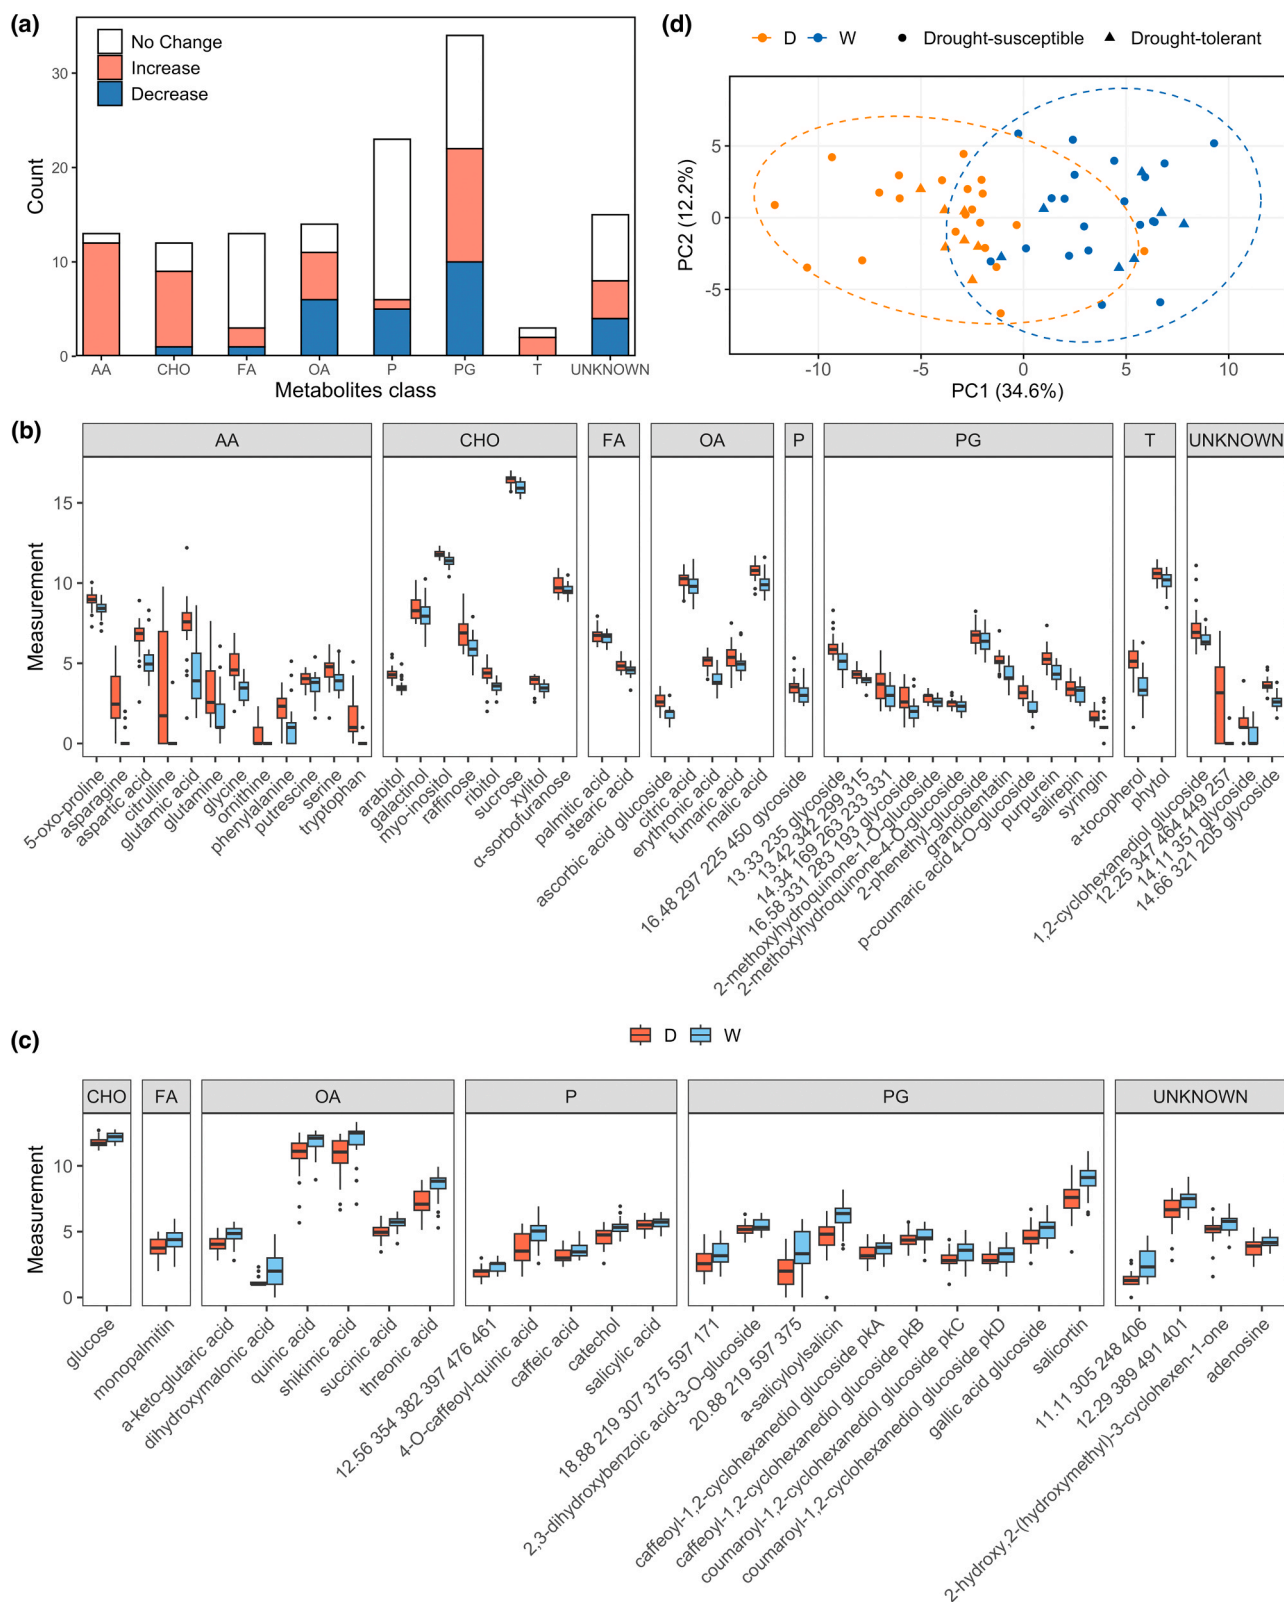 (a)
No Change
Increase
Decrease
Count
30
20
10
0
AA CHO FA OA P PG T UNKNOWN
Metabolites class
(d)
D W Drought-susceptible Drought-tolerant
PC2 (12.2%)
5
0
-5
-10 -5 0 5 10
PC1 (34.6%)
(b)
AA CHO FA OA P PG T UNKNOWN
Measurement
15
10
5
0
5-oxo-proline
asparagine
aspartic acid
citrulline
glutamic acid
glutamine
glycine
ornithine
phenylalanine
putrescine
serine
tryptophan
arabitol
galactinol
myo-inositol
raffinose
ribitol
sucrose
xylitol
α-sorbofuranose
palmitic acid
stearic acid
ascorbic acid glucoside
citric acid
erythronic acid
fumaric acid
malic acid
16.48 297 225 450 glycoside
13.33 235 glycoside
13.42 342 299 315
14.34 169 263 233 331
16.58 331 283 193 glycoside
2-methoxyhydroquinone-1-O-glucoside
2-methoxyhydroquinone-4-O-glucoside
2-phenethyl-glucoside
grandidentatin
p-coumaric acid 4-O-glucoside
purpurein
salirepin
syringin
a-tocopherol
phytol
1,2-cyclohexanediol glucoside
12.25 347 464 449 257
14.11 351 glycoside
14.66 321 205 glycoside
(c)
D W
CHO FA OA P PG UNKNOWN
Measurement
10
5
0
glucose
monopalmitin
a-keto-glutaric acid
dihydroxymalonic acid
quinic acid
shikimic acid
succinic acid
threonic acid
12.56 354 382 397 476 461
4-O-caffeoyl-quinic acid
caffeic acid
catechol
salicylic acid
18.88 219 307 375 597 171
2,3-dihydroxybenzoic acid-3-O-glucoside
20.88 219 597 375
a-salicyloylsalicin
caffeoyl-1,2-cyclohexanediol glucoside pkA
caffeoyl-1,2-cyclohexanediol glucoside pkB
coumaroyl-1,2-cyclohexanediol glucoside pkC
coumaroyl-1,2-cyclohexanediol glucoside pkD
gallic acid glucoside
salicortin
11.11 305 248 406
12.29 389 491 401
2-hydroxy,2-(hydroxymethyl)-3-cyclohexen-1-one
adenosine